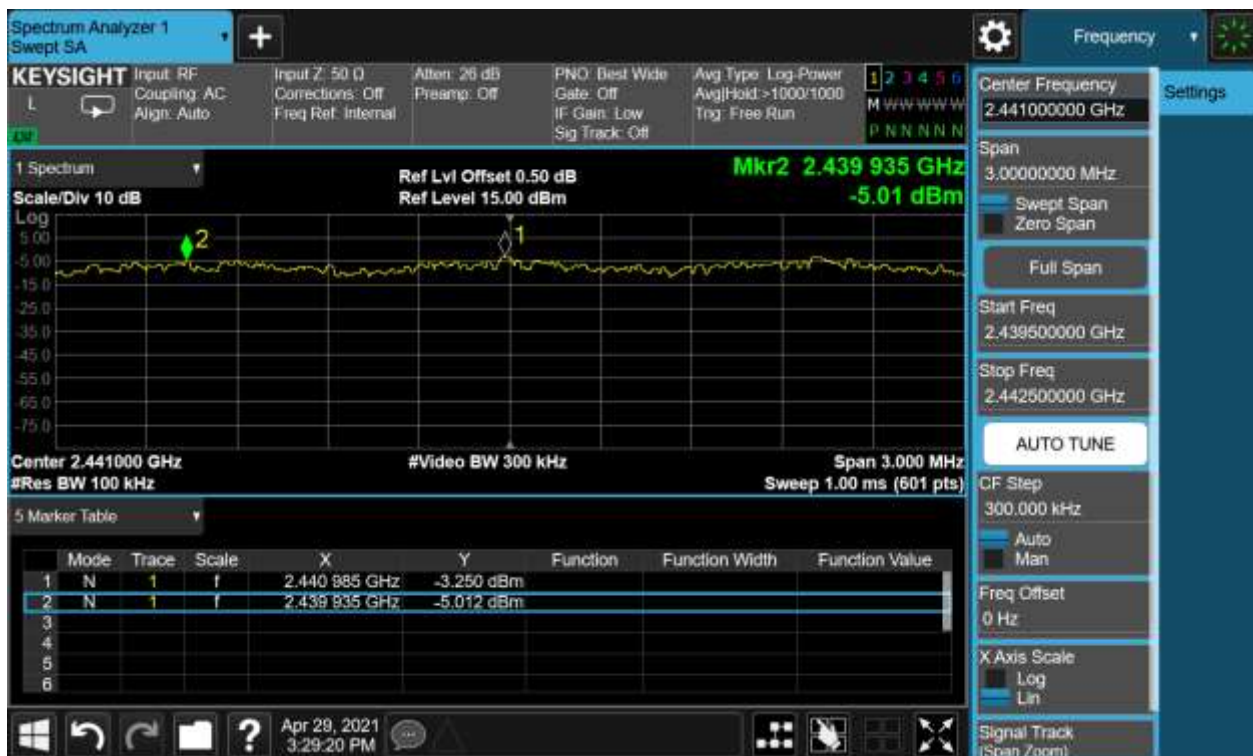 Spectrum Analyzer 1
Swept SA
+
Frequency
KEYSIGHT
L
Input: RF
Coupling: AC
Align: Auto
Input Z: 50 Ω
Corrections: Off
Freq Ref: Internal
Atten: 26 dB
Preamp: Off
PNO: Best Wide
Gate: Off
IF Gain: Low
Sig Track: Off
Avg Type: Log-Power
Avg|Hold:>1000/1000
Trig: Free Run
1 2 3 4 5 6
M W W W W W
P N N N N N
1 Spectrum
Scale/Div 10 dB
Ref Lvl Offset 0.50 dB
Ref Level 15.00 dBm
Mkr2 2.439 935 GHz
-5.01 dBm
Log
5.00
-5.00
-15.0
-25.0
-35.0
-45.0
-55.0
-65.0
-75.0
2
1
Center 2.441000 GHz
#Res BW 100 kHz
#Video BW 300 kHz
Span 3.000 MHz
Sweep 1.00 ms (601 pts)
5 Marker Table
Mode Trace Scale X Y Function Function Width Function Value
1 N 1 f 2.440 985 GHz -3.250 dBm
2 N 1 f 2.439 935 GHz -5.012 dBm
3
4
5
6
Center Frequency
2.441000000 GHz
Settings
Span
3.00000000 MHz
Swept Span
Zero Span
Full Span
Start Freq
2.439500000 GHz
Stop Freq
2.442500000 GHz
AUTO TUNE
CF Step
300.000 kHz
Auto
Man
Freq Offset
0 Hz
X Axis Scale
Log
Lin
Signal Track
(Span Zoom)
?
Apr 29, 2021
3:29:20 PM